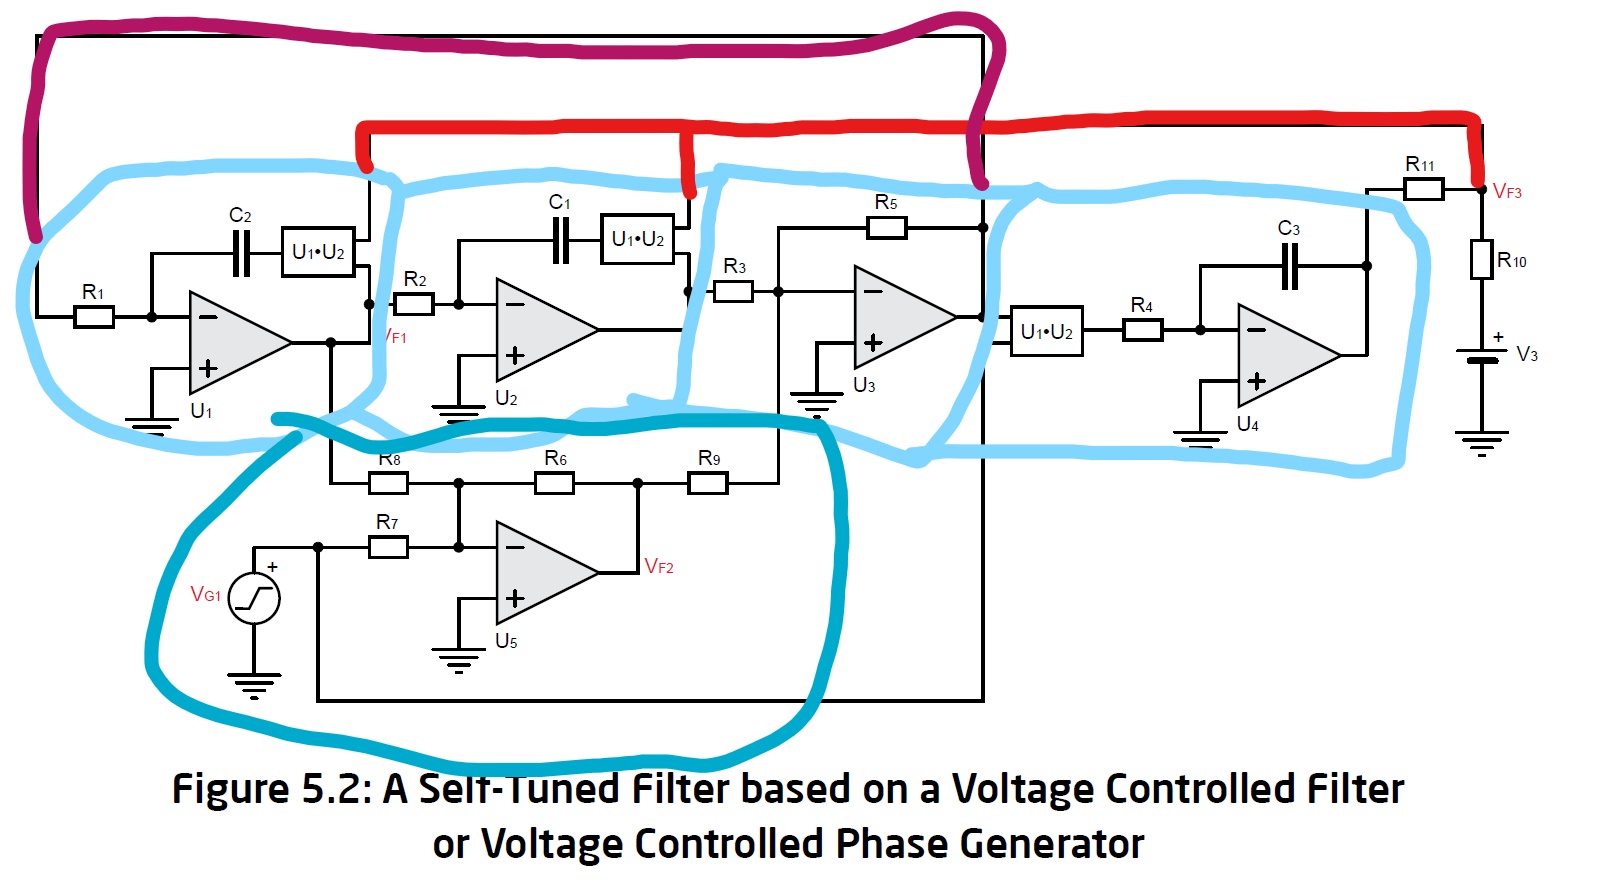 R11
VF3
R5
C2
C1
C3
U1•U2
U1•U2
R10
R3
R2
R1
R4
U1•U2
VF1
V3
+
−
+
U1
−
+
U2
−
+
U3
−
+
U4
R8
R6
R9
R7
VG1
+
−
+
VF2
U5
Figure 5.2: A Self-Tuned Filter based on a Voltage Controlled Filter
or Voltage Controlled Phase Generator